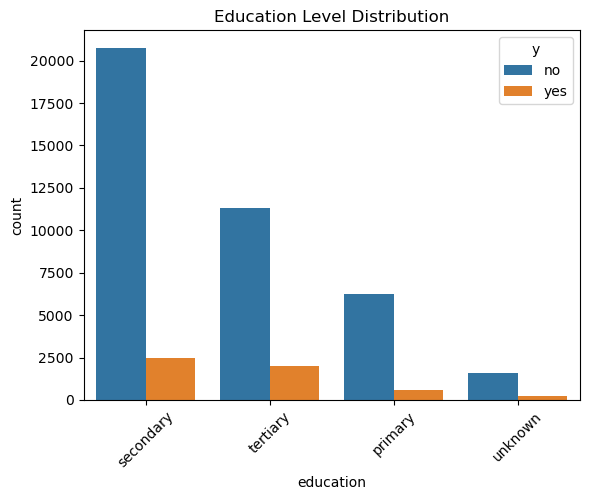 Education Level Distribution
y
no
yes
count
20000
17500
15000
12500
10000
7500
5000
2500
0
secondary
tertiary
primary
unknown
education